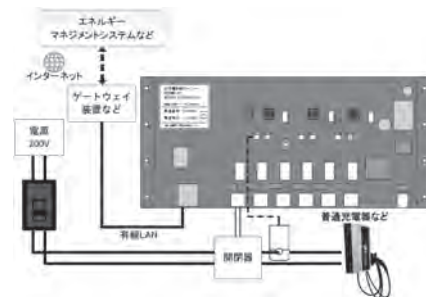 エネルギー
マネジメントシステムなど
インターネット
ゲートウェイ
装置など
電源
200V
有線LAN
開閉器
普通充電器など